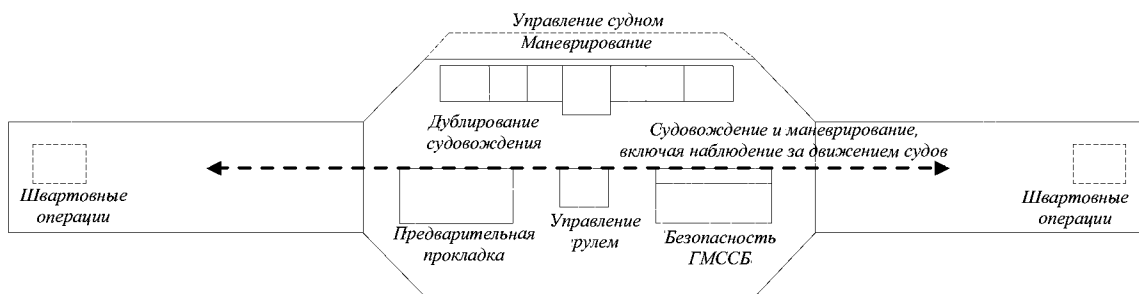 Управление судном
Маневрирование
Дублирование
судовождения
Судовождение и маневрирование,
включая наблюдение за движением судов
Швартовные
операции
Швартовные
операции
Предварительная
прокладка
Управление
рулем
Безопасность
ГМССБ